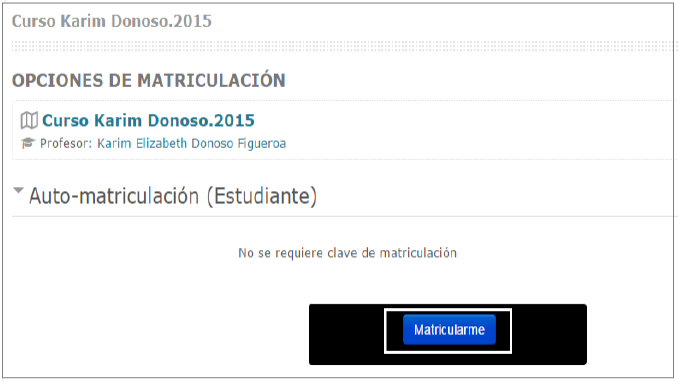 Curso Karim Donoso.2015
OPCIONES DE MATRICULACIÓN
Curso Karim Donoso.2015
Profesor: Karim Elizabeth Donoso Figueroa
Auto-matriculación (Estudiante)
No se requiere clave de matriculación
Matricularme